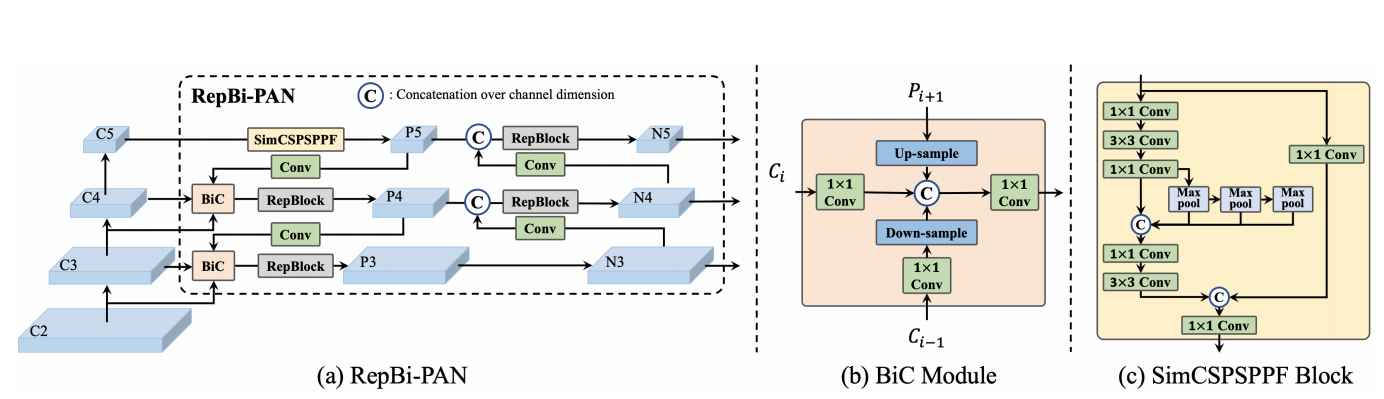 RepBi-PAN
C : Concatenation over channel dimension
C5
SimCSPSPPF
P5
C
RepBlock
N5
Conv
Conv
C4
BiC
RepBlock
P4
C
RepBlock
N4
Conv
Conv
C3
BiC
RepBlock
P3
N3
C2
(a) RepBi-PAN
P_{i+1}
Up-sample
C_i
1×1
Conv
C
1×1
Conv
Down-sample
1×1
Conv
C_{i−1}
(b) BiC Module
1×1 Conv
3×3 Conv
1×1 Conv
1×1 Conv
Max
pool
Max
pool
Max
pool
C
1×1 Conv
3×3 Conv
C
1×1 Conv
(c) SimCSPSPPF Block